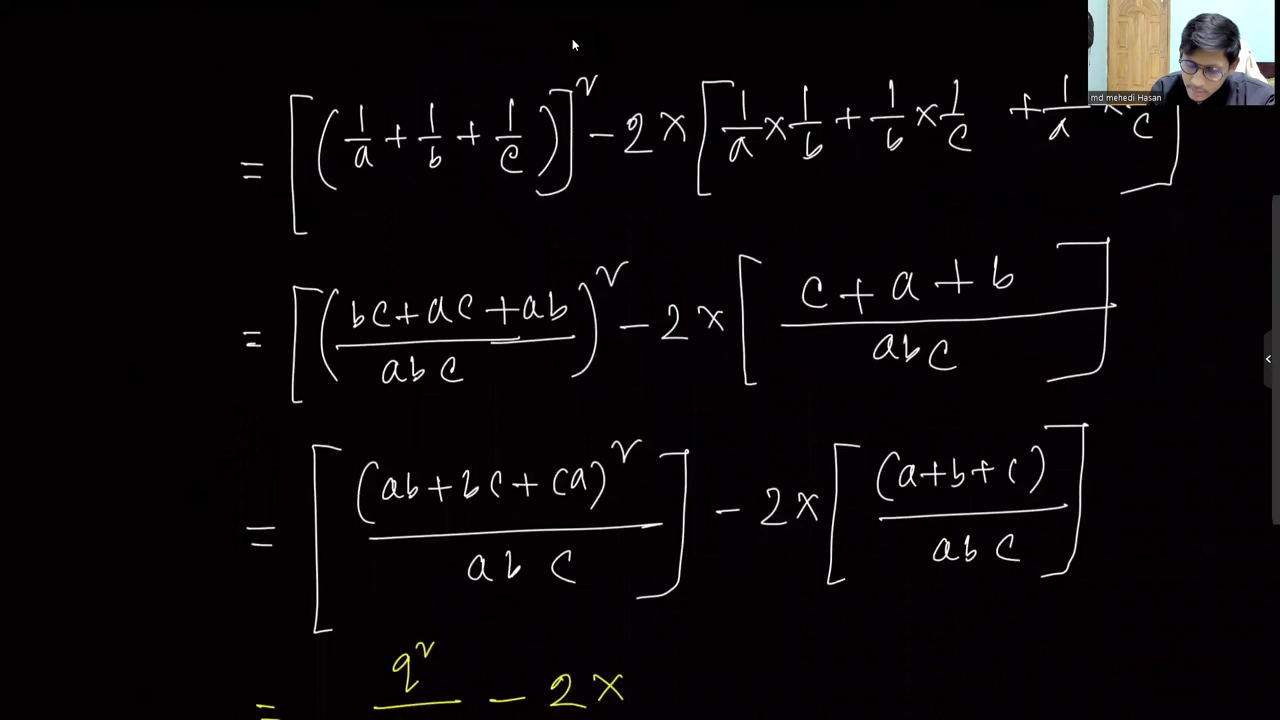 md mehedi Hasan
= [(1/a + 1/b + 1/c)]² - 2 × [1/a × 1/b + 1/b × 1/c + 1/a × 1/c]
= [((bc + ac + ab)/abc)² - 2 × [(c + a + b)/abc]
= [(ab + bc + ca)²/abc] - 2 × [(a + b + c)/abc]
= q²/ - 2 ×